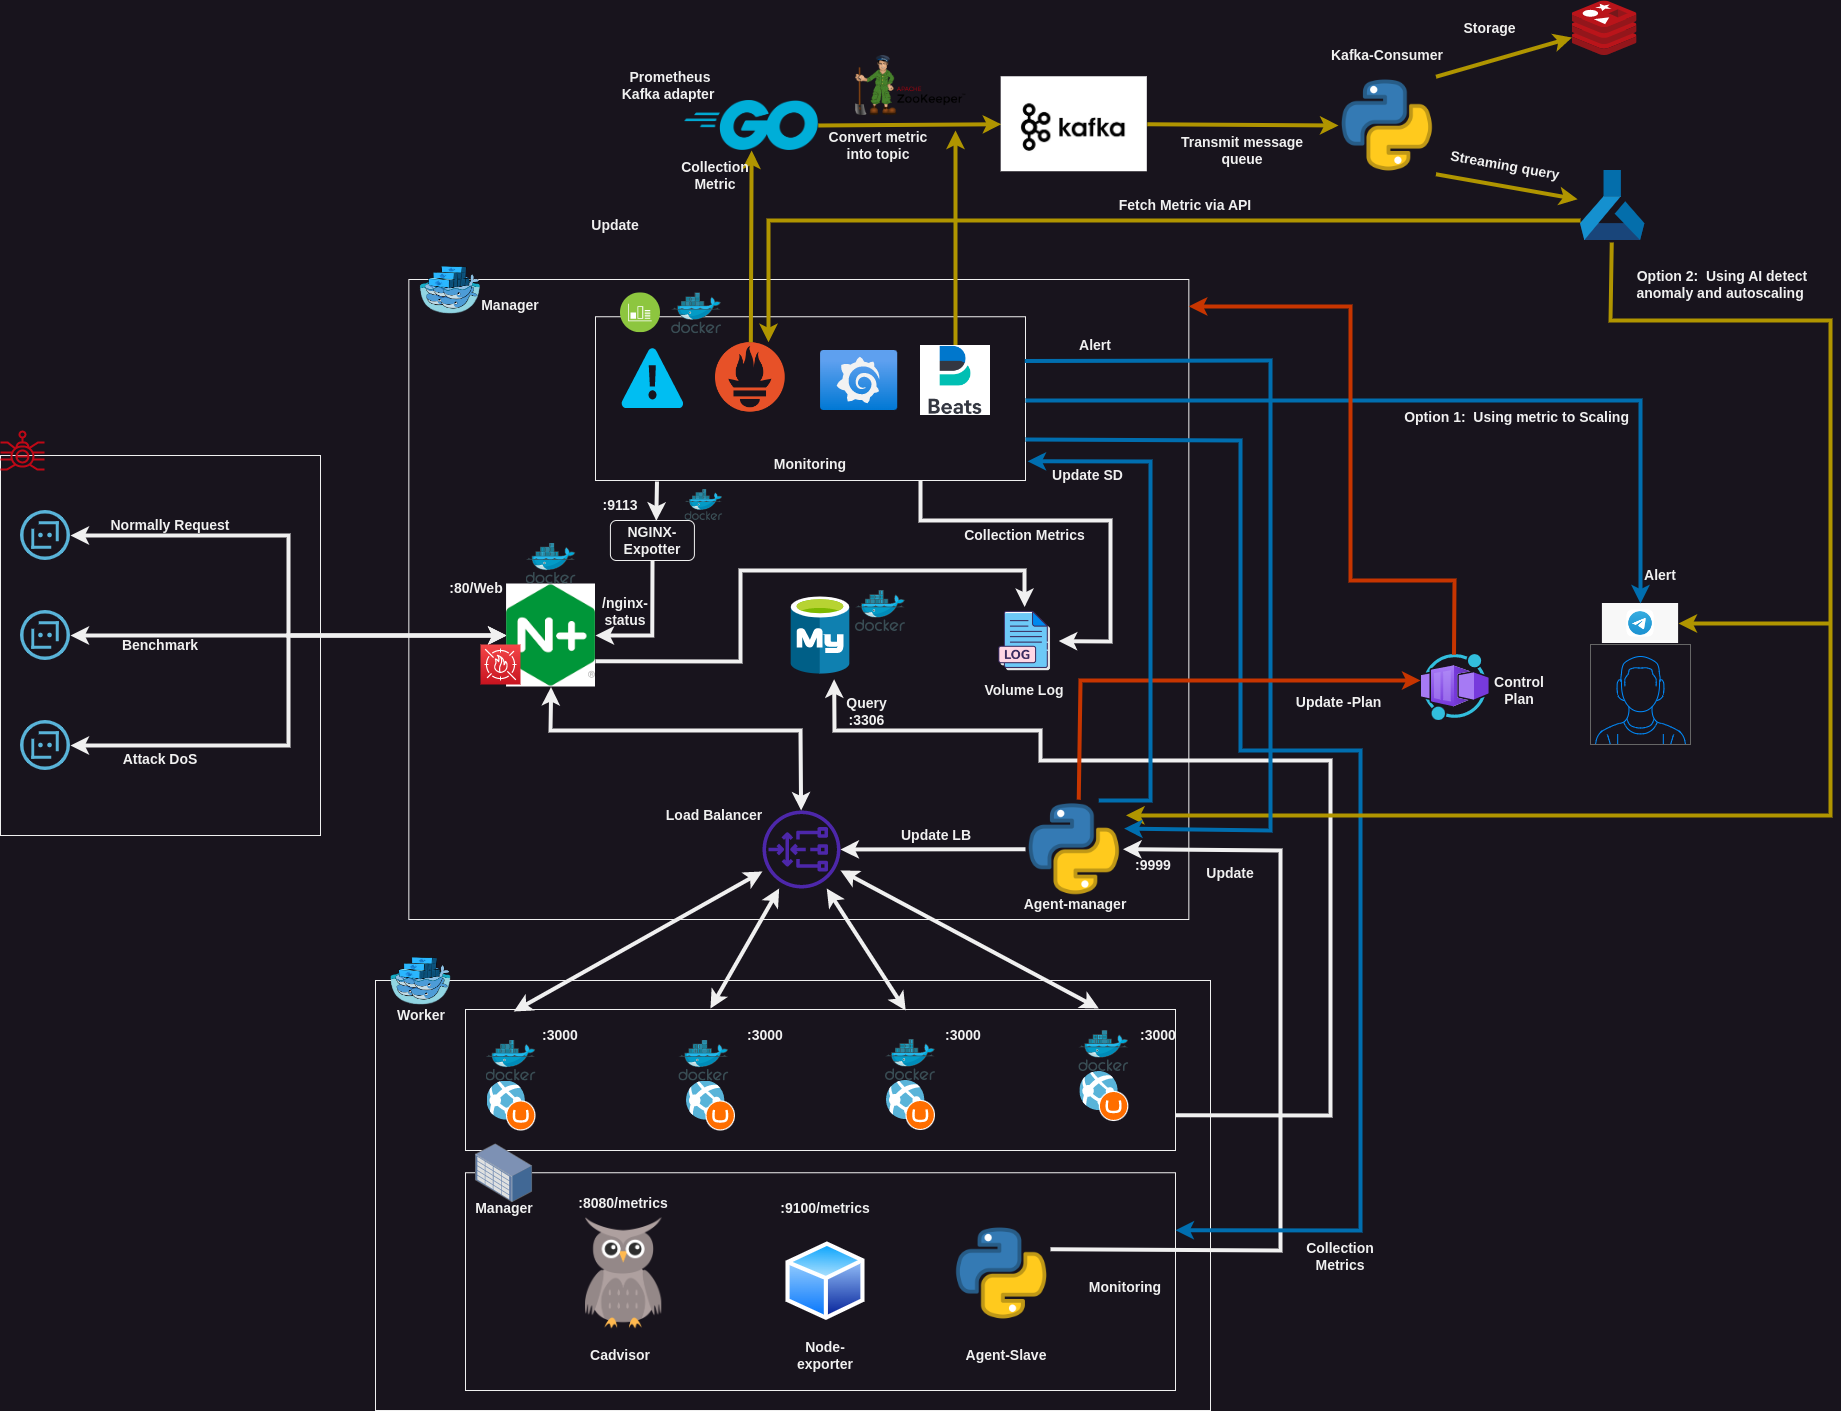 Storage
Kafka-Consumer
Prometheus
Kafka adapter
GO
APACHE
ZooKeeper
kafka
Convert metric
into topic
Transmit message
queue
Collection
Metric
Streaming query
Fetch Metric via API
Update
Option 2:  Using AI detect
anomaly and autoscaling
Manager
docker
Alert
Beats
Option 1:  Using metric to Scaling
Monitoring
Update SD
:9113
docker
NGINX-
Expotter
Normally Request
Collection Metrics
docker
:80/Web
/nginx-
status
Alert
N+
®
My
docker
LOG
Benchmark
Volume Log
Query
:3306
Update -Plan
Control
Plan
Attack DoS
Load Balancer
Update LB
:9999
Update
Agent-manager
Worker
:3000
:3000
:3000
:3000
docker
docker
docker
docker
Manager
:8080/metrics
:9100/metrics
Collection
Metrics
Monitoring
Cadvisor
Node-
exporter
Agent-Slave